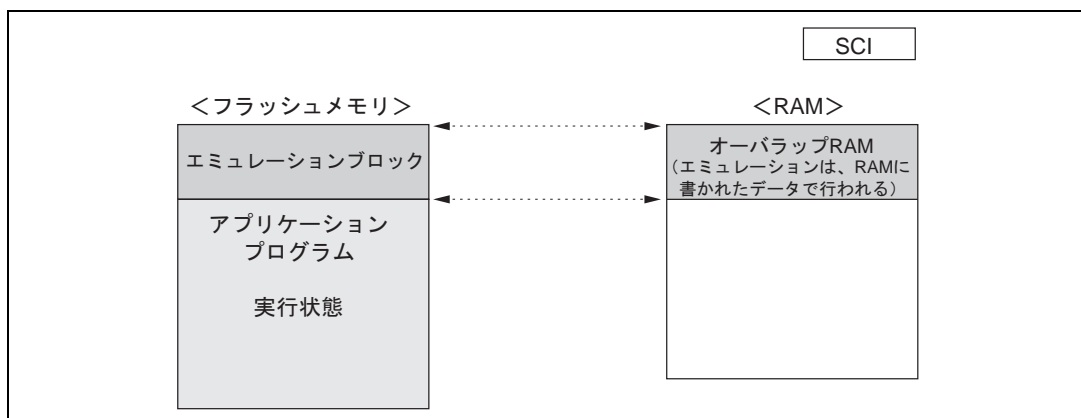 SCI
＜フラッシュメモリ＞
＜RAM＞
エミュレーションブロック
オーバラップRAM
（エミュレーションは、RAMに
書かれたデータで行われる）
アプリケーション
プログラム
実行状態